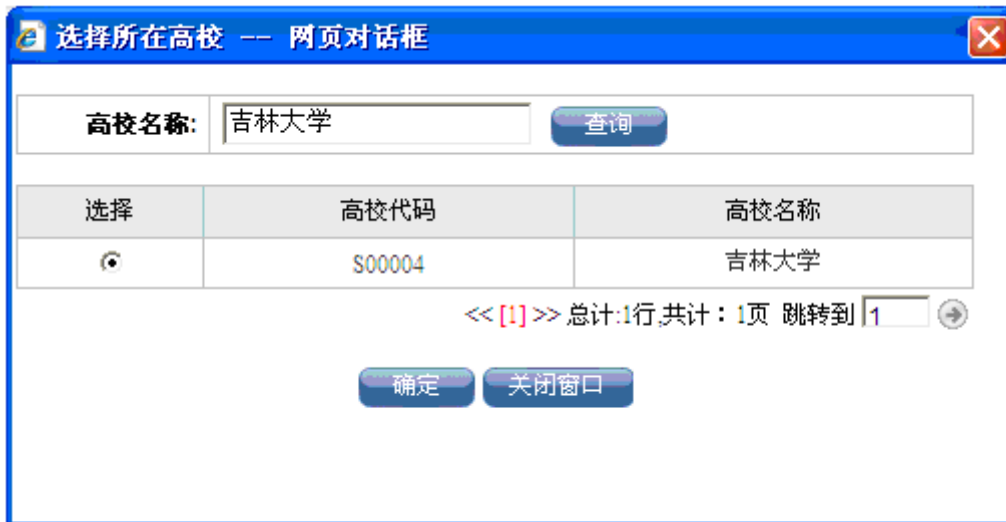 选择所在高校 -- 网页对话框
高校名称: 吉林大学 查询
选择 高校代码 高校名称
S00004 吉林大学
<< [1] >> 总计:1行,共计：1页 跳转到 1
确定 关闭窗口